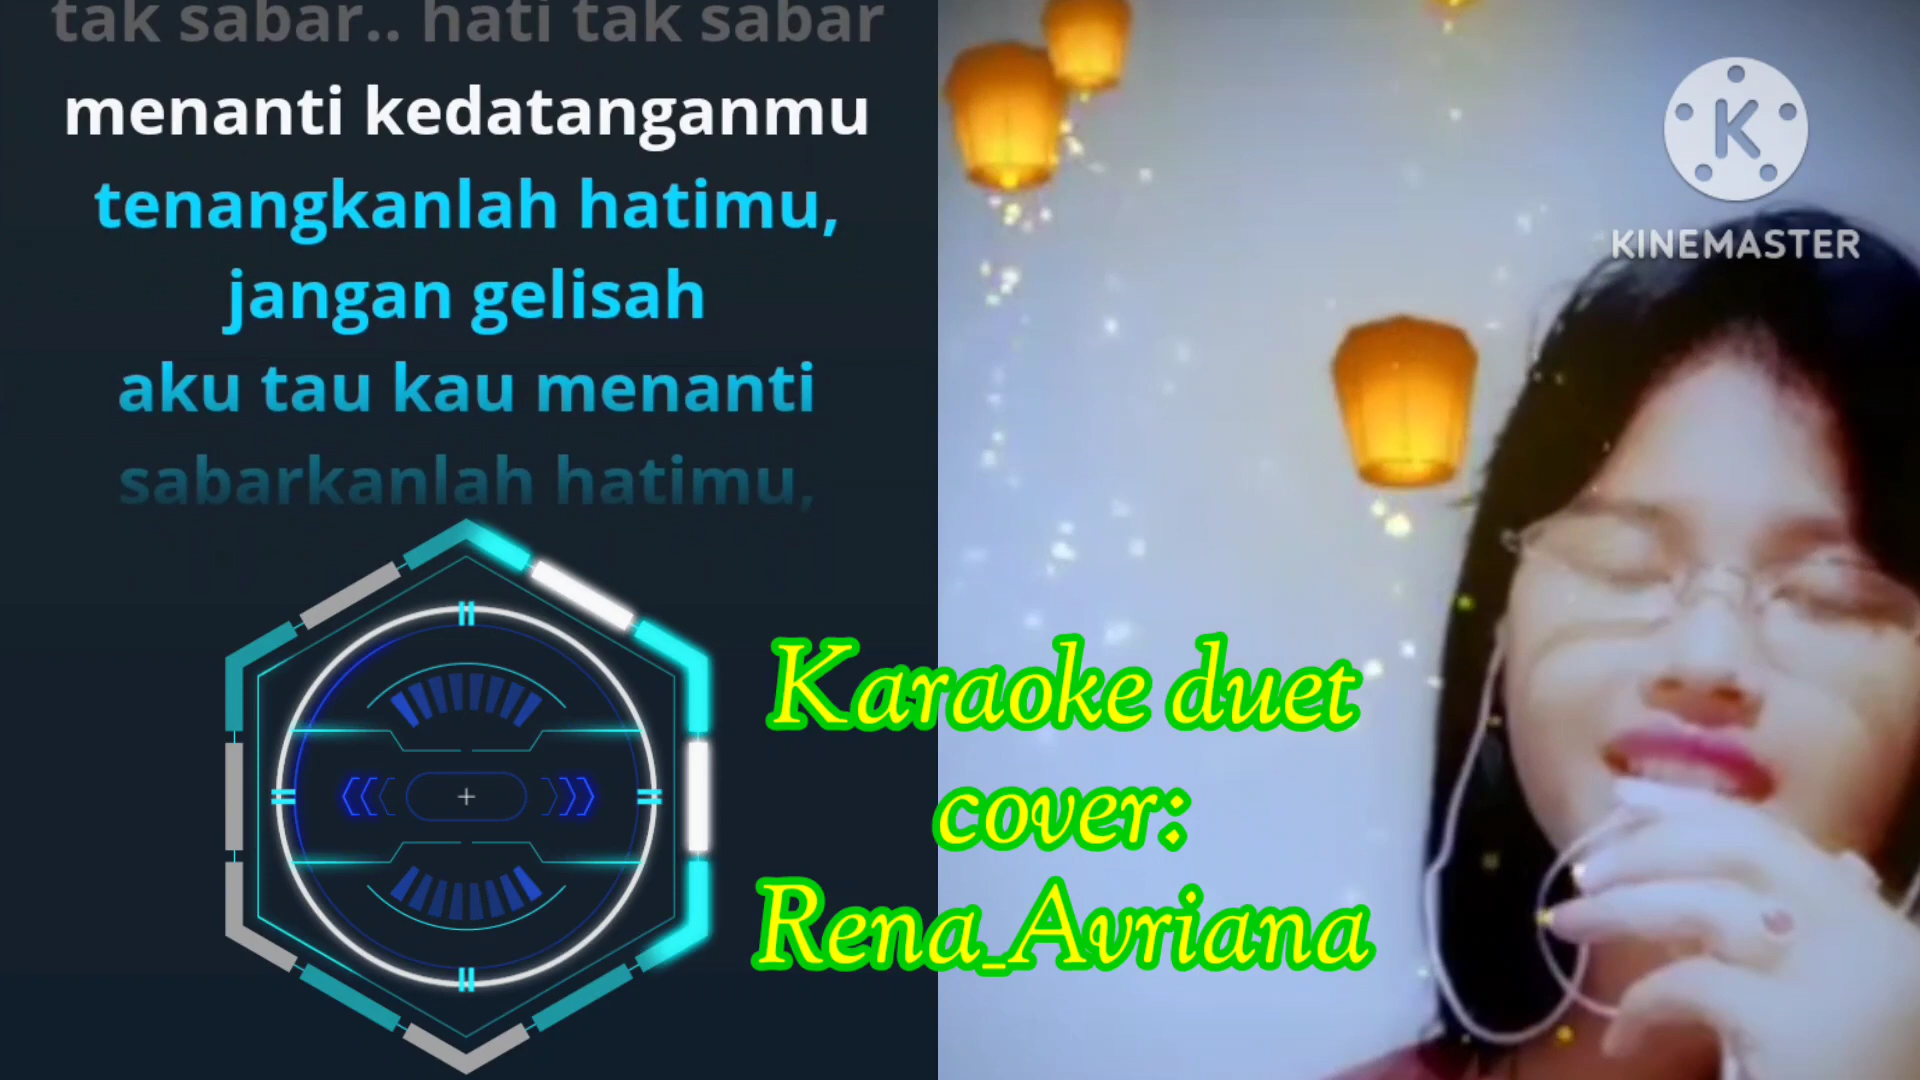 tak sabar.. hati tak sabar
menanti kedatanganmu
tenangkanlah hatimu,
jangan gelisah
aku tau kau menanti
sabarkanlah hatimu,
K
KINEMASTER
Karaoke duet
cover:
Rena_Avriana